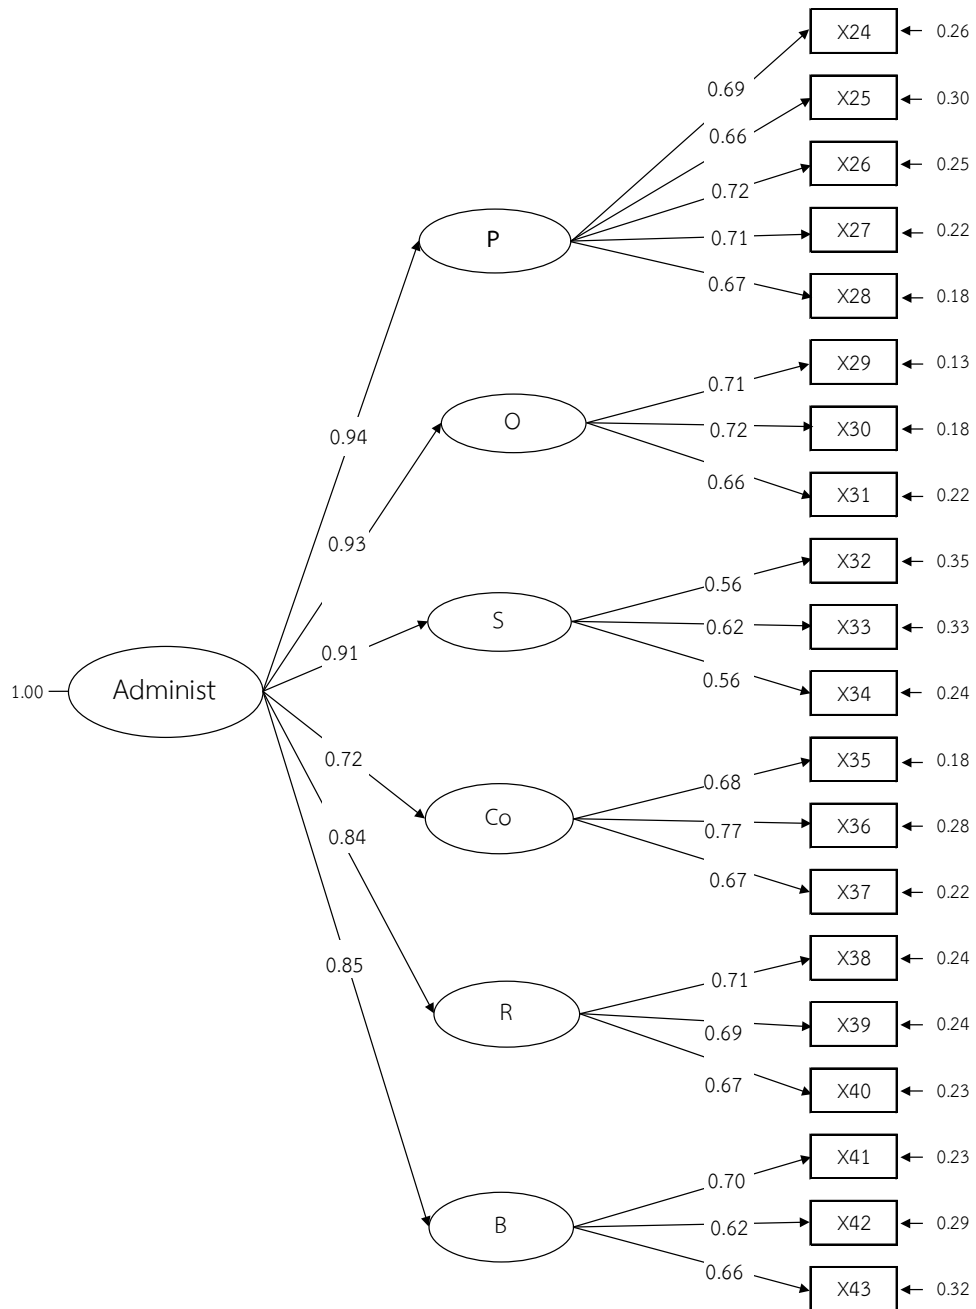 X24
0.26
0.69
X25
0.30
0.66
X26
0.25
0.72
P
X27
0.22
0.71
0.67
X28
0.18
X29
0.13
0.71
O
X30
0.18
0.72
0.94
0.66
X31
0.22
0.93
X32
0.35
0.56
S
X33
0.33
0.62
0.91
0.56
X34
0.24
1.00
Administ
0.72
X35
0.18
0.68
Co
X36
0.28
0.77
0.84
0.67
X37
0.22
0.85
X38
0.24
0.71
R
X39
0.24
0.69
0.67
X40
0.23
X41
0.23
0.70
B
X42
0.29
0.62
0.66
X43
0.32